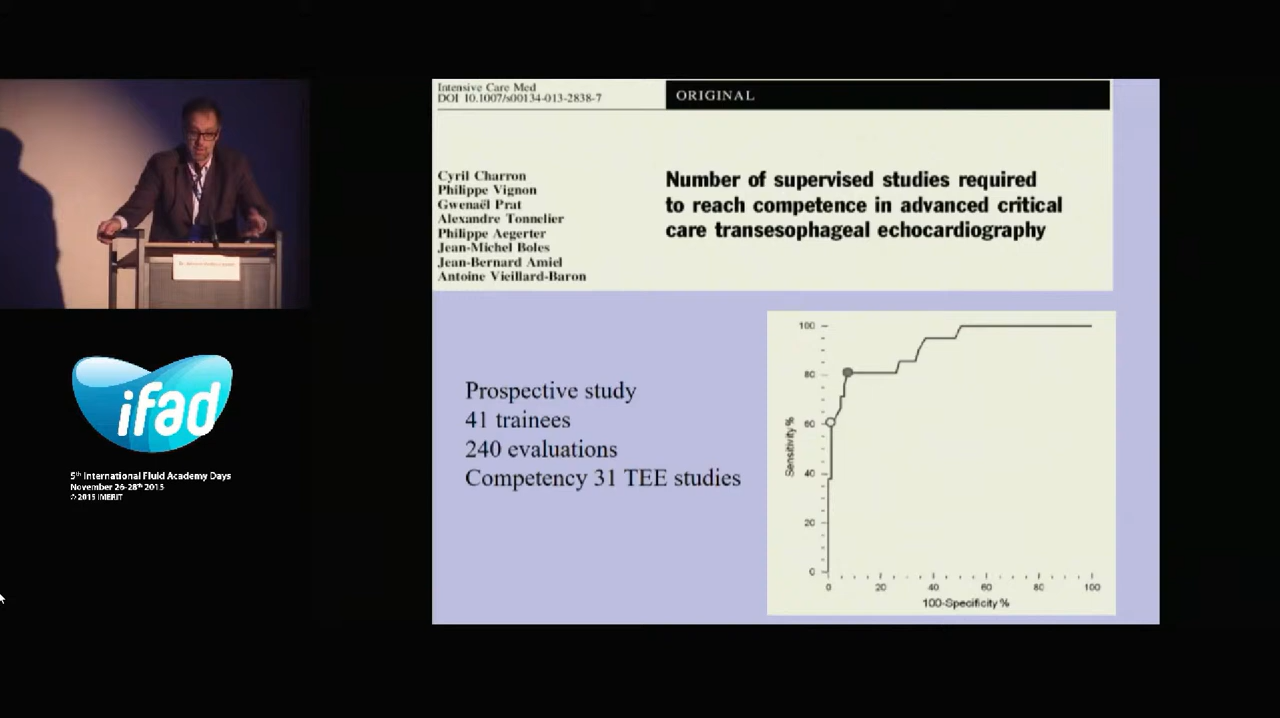 Intensive Care Med
DOI 10.1007/s00134-013-2838-7
ORIGINAL
Cyril Charron
Philippe Vignon
Gwenaël Prat
Alexandre Tonnelier
Philippe Aegerter
Jean-Michel Boles
Jean-Bernard Amiel
Antoine Vieillard-Baron
Number of supervised studies required
to reach competence in advanced critical
care transesophageal echocardiography
Prospective study
41 trainees
240 evaluations
Competency 31 TEE studies
100
80
60
40
20
0
Sensitivity %
0 20 40 60 80 100
100-Specificity %
ifad
5th International Fluid Academy Days
November 26-28th 2015
© 2015 iMERIT